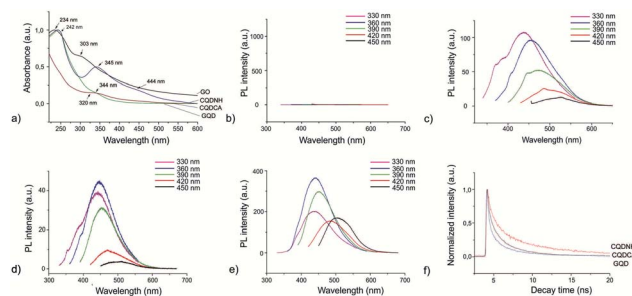 234 nm
242 nm
303 nm
345 nm
444 nm
344 nm
320 nm
GO
CQDNH
CQDCA
GQD
Absorbance (a.u.)
1,0
0,5
0,0
250 300 350 400 450 500 550 600
Wavelength (nm)
a)
330 nm
360 nm
390 nm
420 nm
450 nm
PL intensity (a.u.)
1000
500
0
300 400 500 600 700
Wavelength (nm)
b)
330 nm
360 nm
390 nm
420 nm
450 nm
PL intensity (a.u.)
100
50
0
400 500 600
Wavelength (nm)
c)
330 nm
360 nm
390 nm
420 nm
450 nm
PL intensity (a.u.)
40
20
0
300 400 500 600 700
Wavelength (nm)
d)
330 nm
360 nm
390 nm
420 nm
450 nm
PL intensity (a.u.)
400
200
0
300 400 500 600 700
Wavelength (nm)
e)
Normalized intensity (a.u.)
1,0
0,5
0,0
0 5 10 15 20
Decay time (ns)
CQDNH
CQDCA
GQD
f)